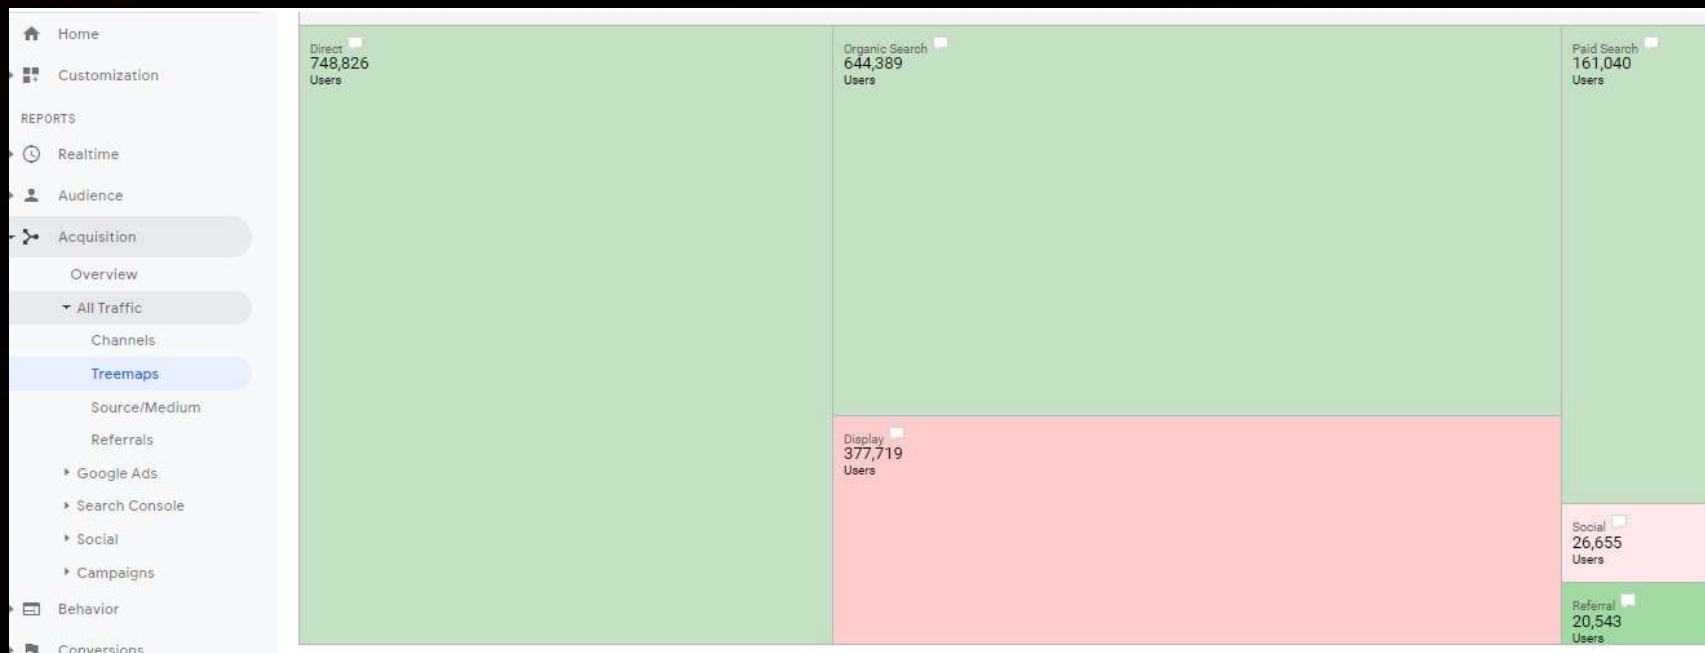 Home
Customization
REPORTS
Realtime
Audience
Acquisition
Overview
All Traffic
Channels
Treemaps
Source/Medium
Referrals
Google Ads
Search Console
Social
Campaigns
Behavior
Conversions
Direct
748,826
Users
Organic Search
644,389
Users
Display
377,719
Users
Paid Search
161,040
Users
Social
26,655
Users
Referral
20,543
Users